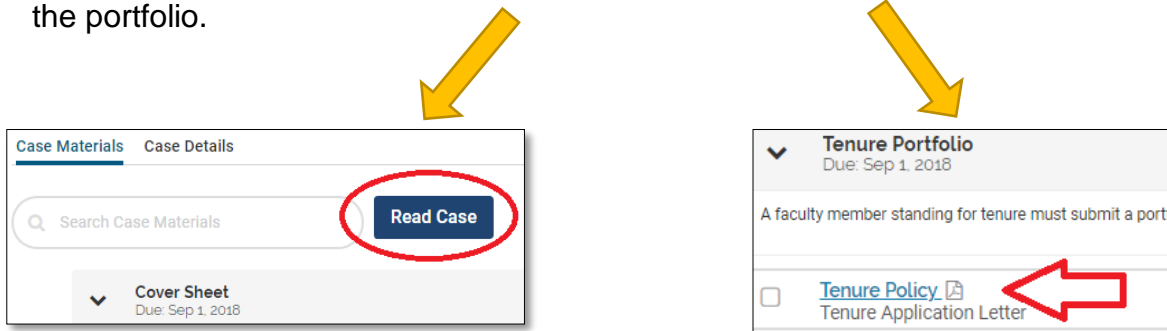 the portfolio.
Case Materials Case Details
Search Case Materials
Read Case
Cover Sheet
Due: Sep 1, 2018
Tenure Portfolio
Due: Sep 1, 2018
A faculty member standing for tenure must submit a port
Tenure Policy
Tenure Application Letter